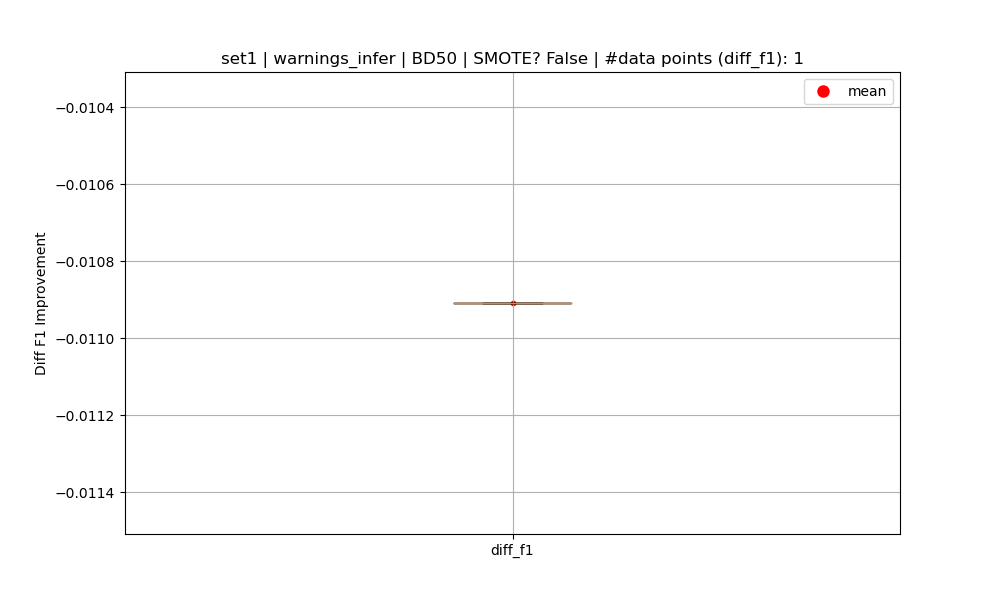 set1 | warnings_infer | BD50 | SMOTE? False | #data points (diff_f1): 1
mean
−0.0104
−0.0106
−0.0108
−0.0110
−0.0112
−0.0114
Diff F1 Improvement
diff_f1